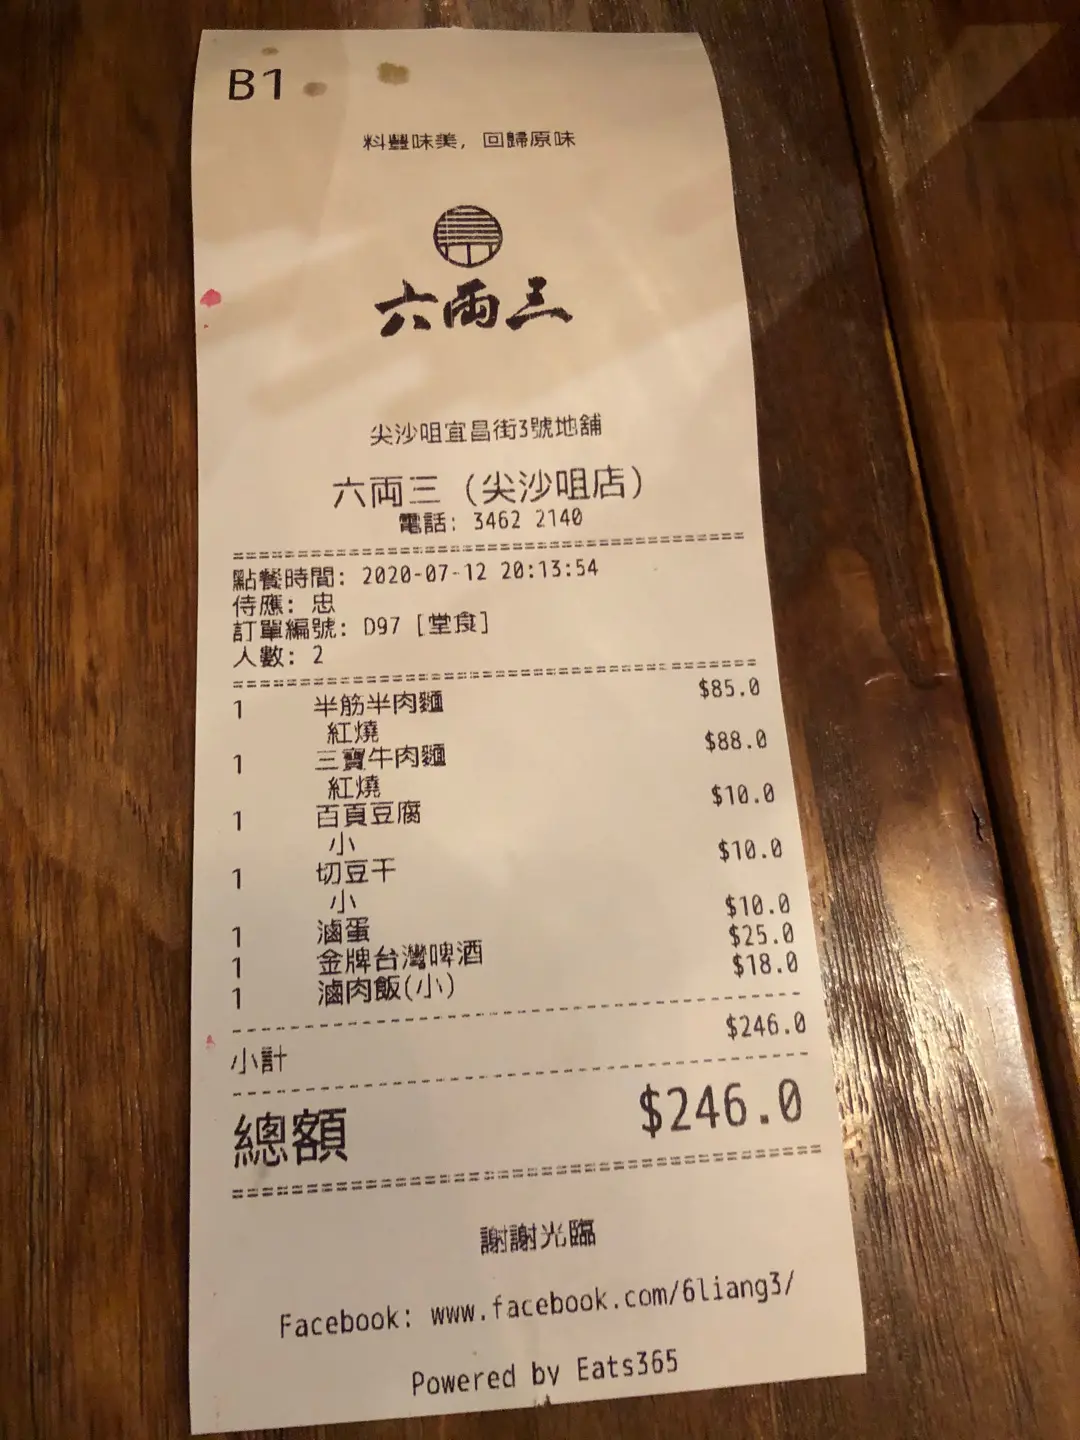 B1
料豐味美, 回歸原味
六両三
尖沙咀宜昌街3號地舖
六両三 (尖沙咀店)
電話: 3462 2140
點餐時間: 2020-07-12 20:13:54
侍應: 忠
訂單編號: D97 [堂食]
人數: 2
1 半筋半肉麵 $85.0
紅燒
1 三寶牛肉麵 $88.0
紅燒
1 百頁豆腐 $10.0
小
1 切豆干 $10.0
小
1 滷蛋 $10.0
1 金牌台灣啤酒 $25.0
1 滷肉飯(小) $18.0
小計 $246.0
總額 $246.0
謝謝光臨
Facebook: www.facebook.com/6liang3/
Powered by Eats365